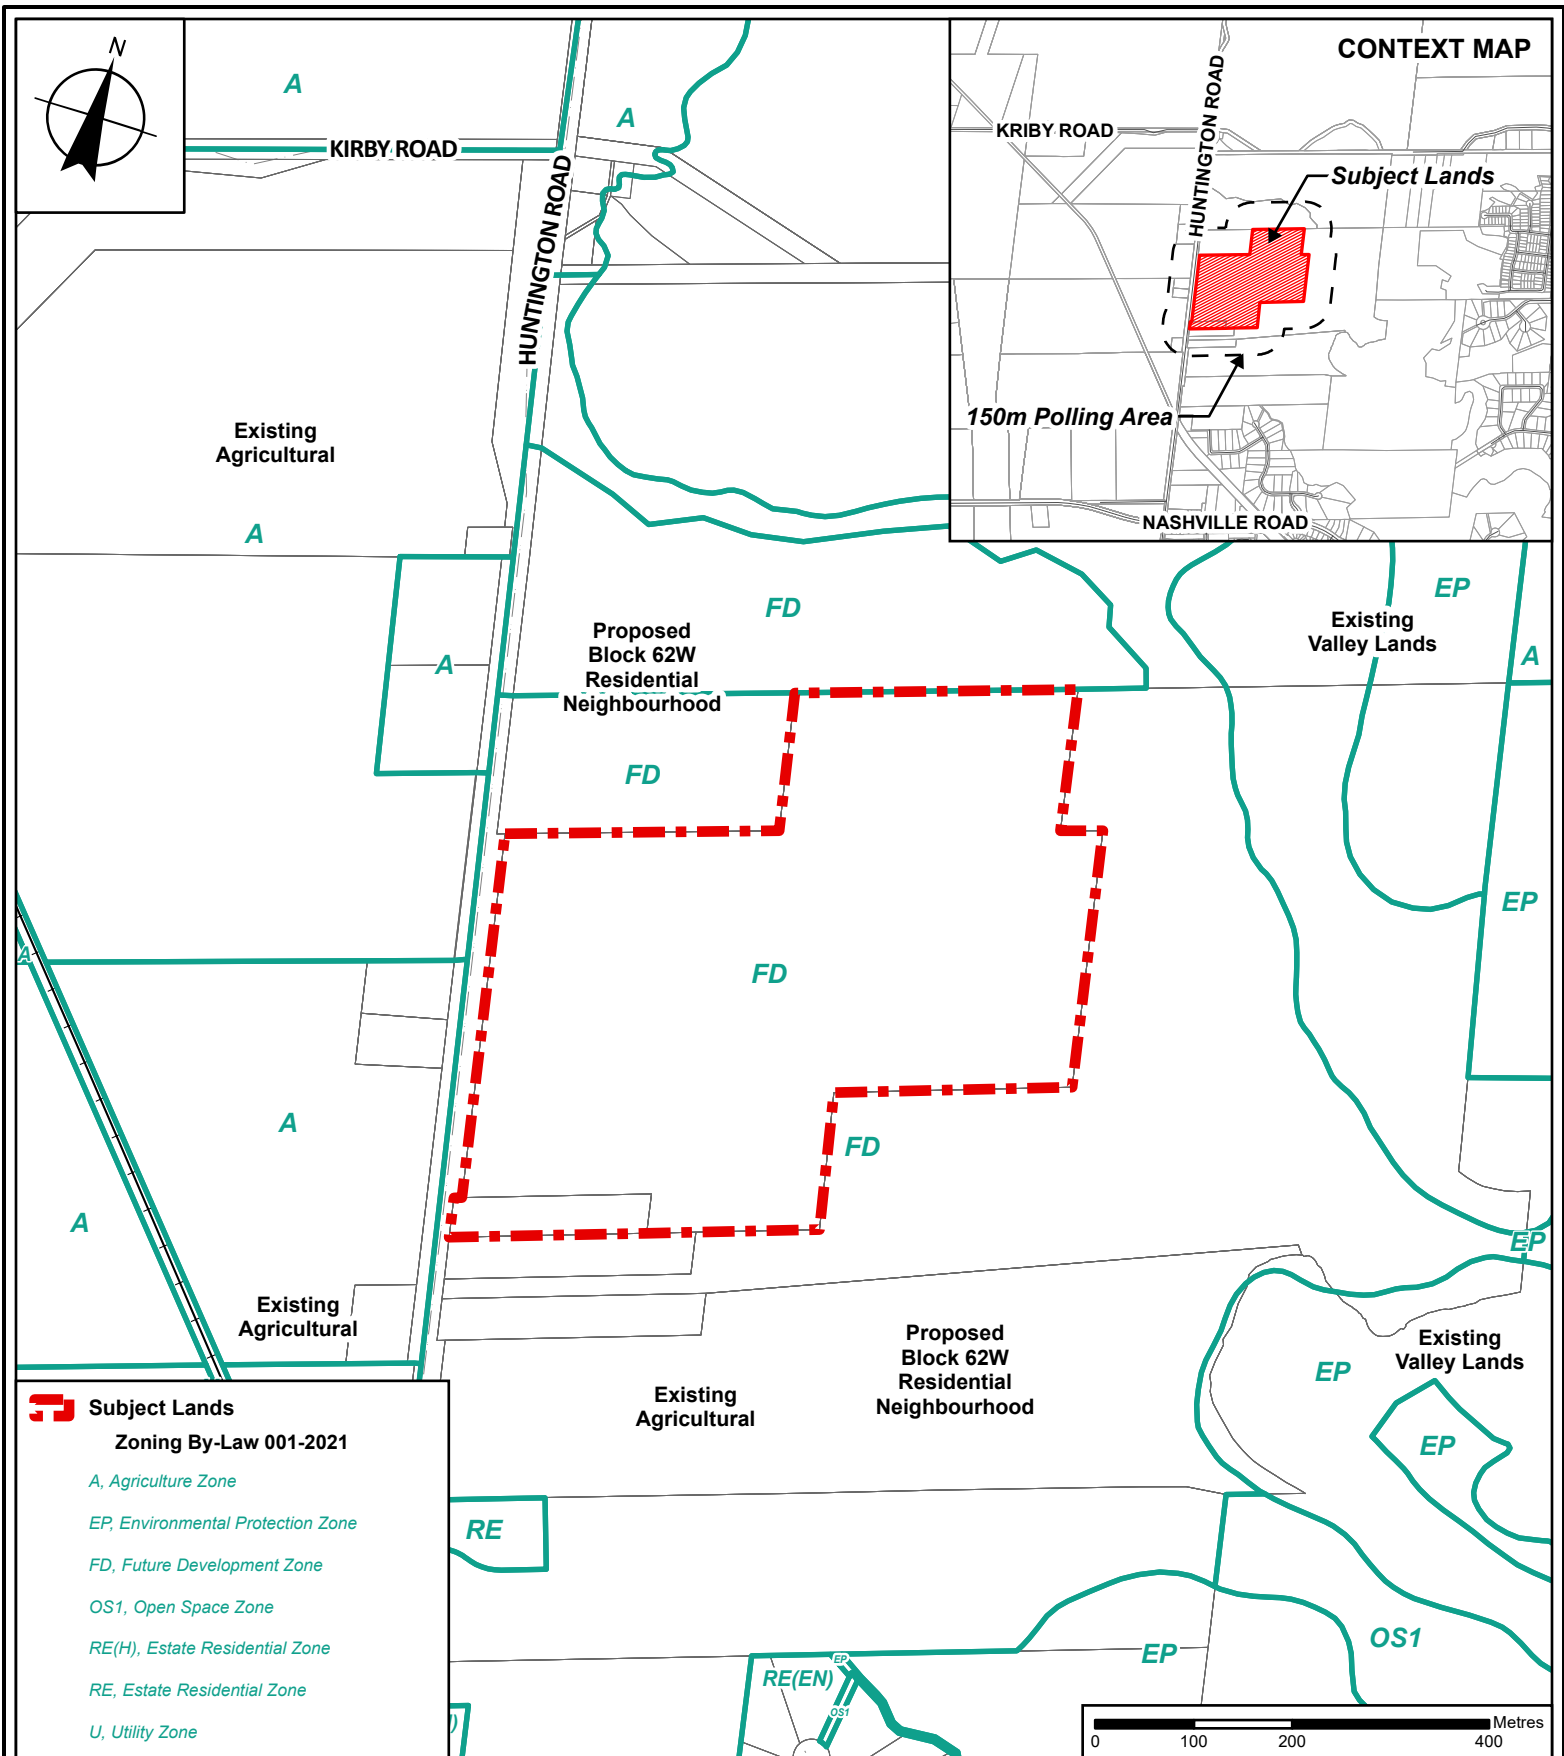 N
A
A
KIRBY ROAD
HUNTINGTON ROAD
CONTEXT MAP
HUNTINGTON ROAD
KRIBY ROAD
Subject Lands
150m Polling Area
NASHVILLE ROAD
Existing
Agricultural
A
FD
EP
Proposed
Block 62W
Residential
Neighbourhood
Existing
Valley Lands
A
A
FD
EP
A
FD
A
FD
A
EP
Existing
Agricultural
Proposed
Block 62W
Residential
Neighbourhood
Existing
Valley Lands
EP
Existing
Agricultural
EP
Subject Lands
Zoning By-Law 001-2021
A, Agriculture Zone
EP, Environmental Protection Zone
FD, Future Development Zone
OS1, Open Space Zone
RE(H), Estate Residential Zone
RE, Estate Residential Zone
U, Utility Zone
RE
OS1
EP
EP
RE(EN)
OS1
Metres
0 100 200 400